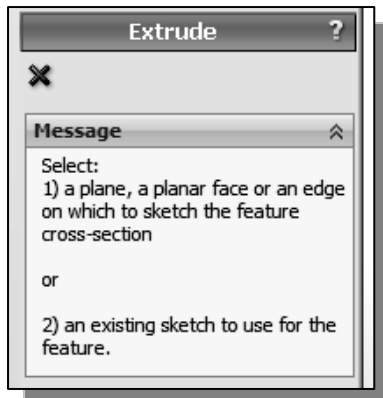 Extrude ?
Message
Select:
1) a plane, a planar face or an edge
on which to sketch the feature
cross-section
or
2) an existing sketch to use for the
feature.